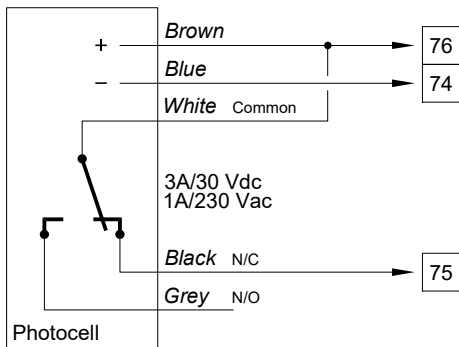 + Brown 76
− Blue 74
White Common
3A/30 Vdc
1A/230 Vac
Black N/C 75
Grey N/O
Photocell